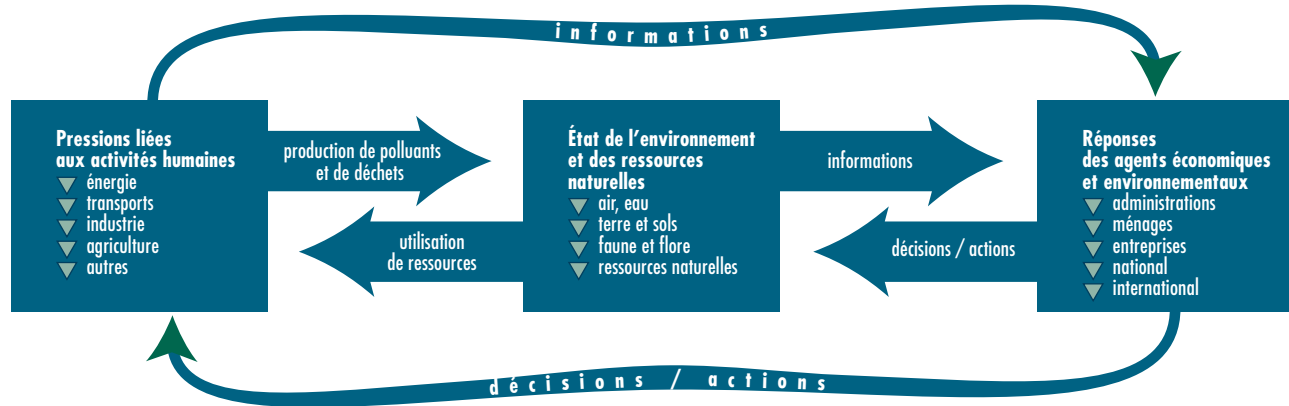 informations
Pressions liées
aux activités humaines
énergie
transports
industrie
agriculture
autres
production de polluants
et de déchets
utilisation
de ressources
État de l'environnement
et des ressources
naturelles
air, eau
terre et sols
faune et flore
ressources naturelles
informations
décisions / actions
Réponses
des agents économiques
et environnementaux
administrations
ménages
entreprises
national
international
décisions / actions